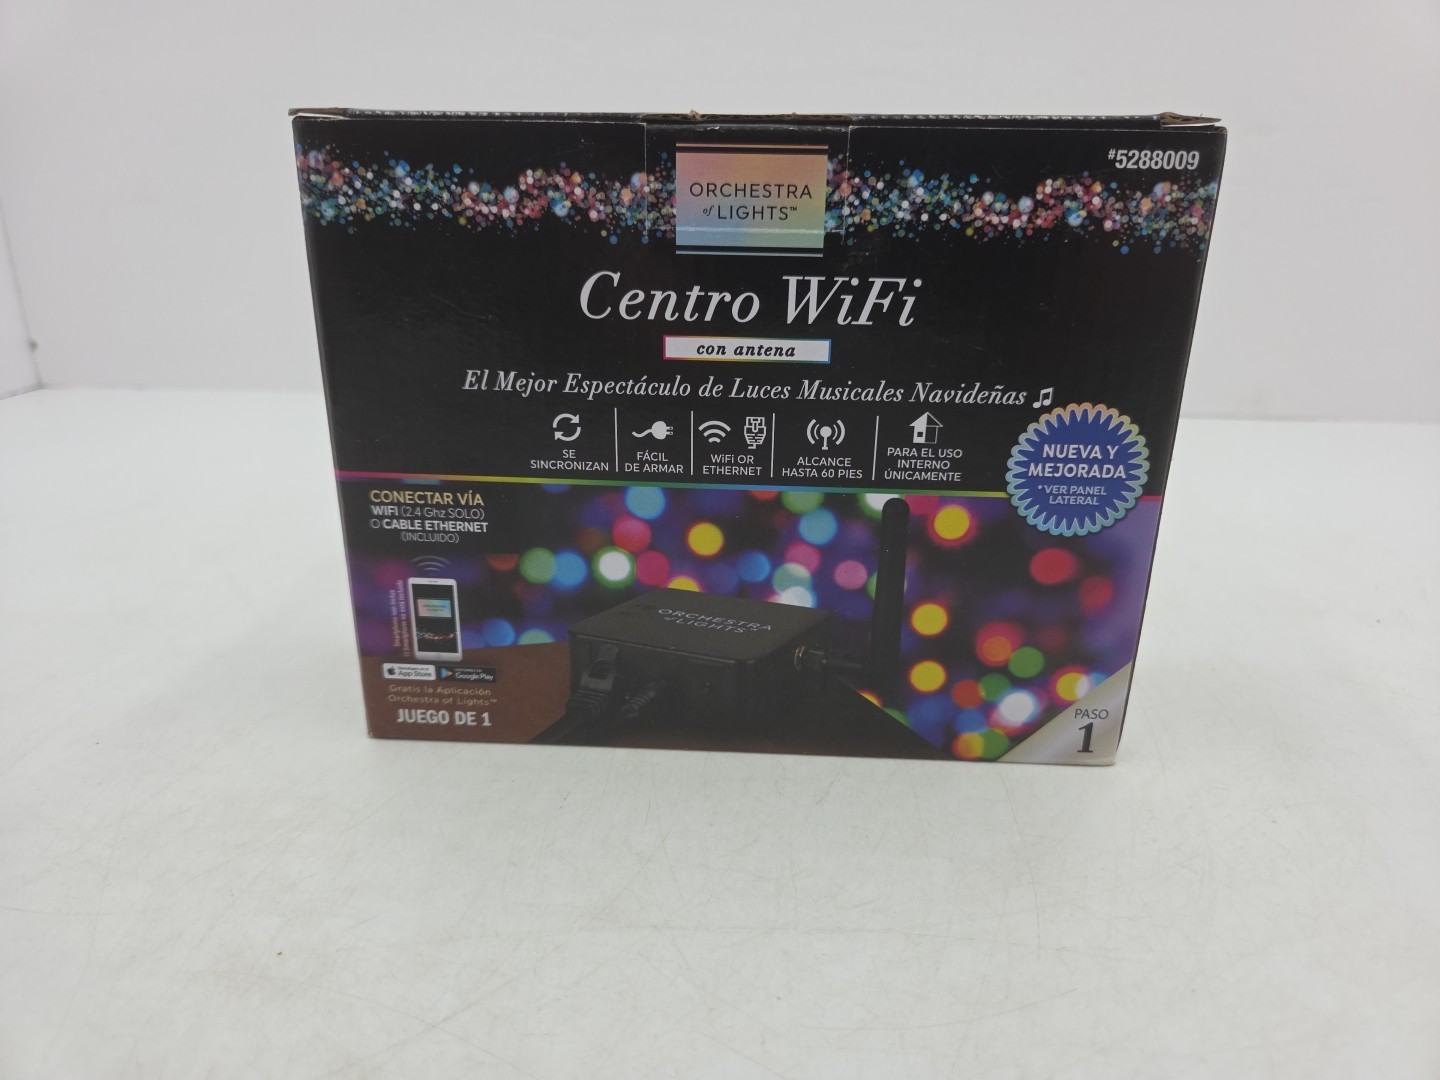 #5288009
ORCHESTRA
of LIGHTS™
Centro WiFi
con antena
El Mejor Espectáculo de Luces Musicales Navideñas
SE
SINCRONIZAN
FÁCIL
DE ARMAR
WiFi OR
ETHERNET
ALCANCE
HASTA 60 PIES
PARA EL USO
INTERNO
ÚNICAMENTE
NUEVA Y
MEJORADA
*VER PANEL
LATERAL
CONECTAR VÍA
WIFI (2.4 Ghz SOLO)
O CABLE ETHERNET
(INCLUIDO)
App Store
Google Play
Gratis la Aplicación
Orchestra of Lights™
JUEGO DE 1
ORCHESTRA
of LIGHTS™
PASO
1